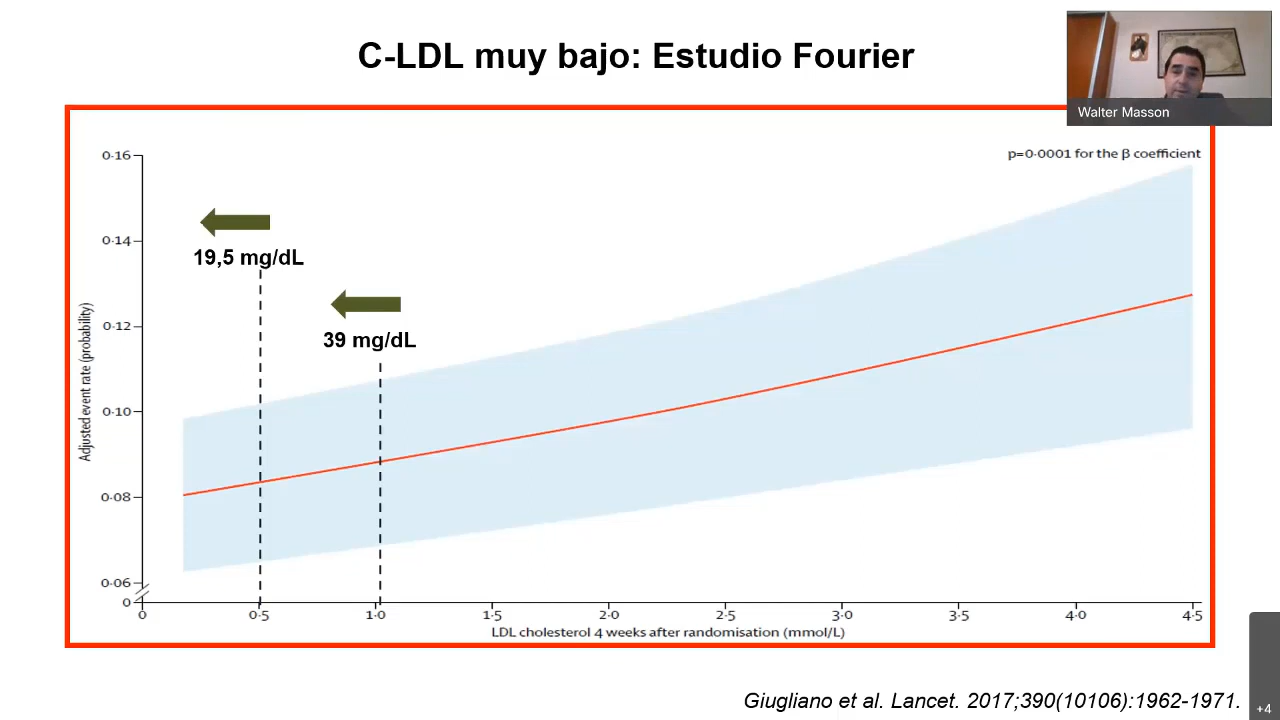 C-LDL muy bajo: Estudio Fourier
Walter Masson
p=0·0001 for the β coefficient
0·16
0·14
0·12
0·10
0·08
0·06
0
Adjusted event rate (probability)
19,5 mg/dL
39 mg/dL
0 0·5 1·0 1·5 2·0 2·5 3·0 3·5 4·0 4·5
LDL cholesterol 4 weeks after randomisation (mmol/L)
Giugliano et al. Lancet. 2017;390(10106):1962-1971.
+4